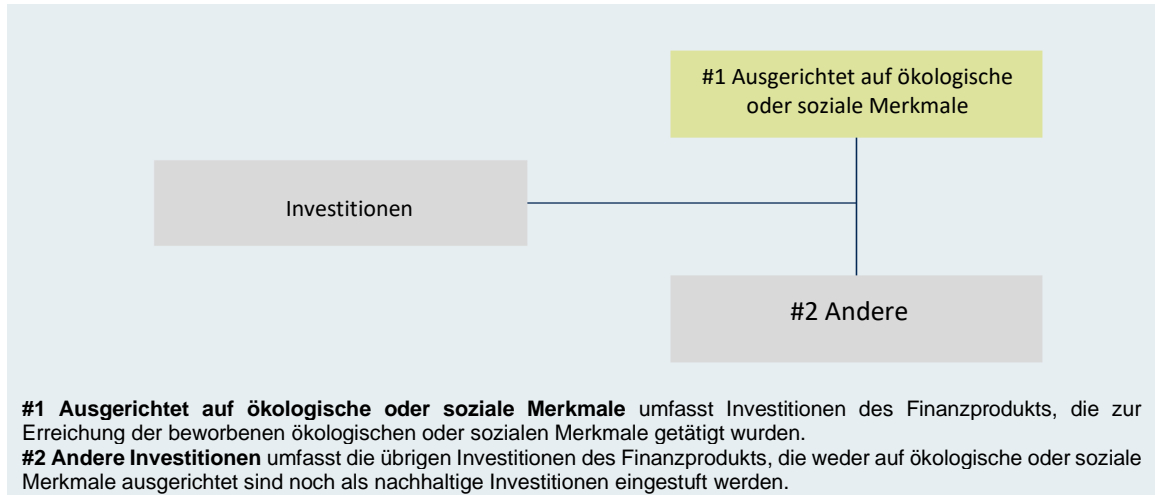 #1 Ausgerichtet auf ökologische
oder soziale Merkmale
Investitionen
#2 Andere
#1 Ausgerichtet auf ökologische oder soziale Merkmale umfasst Investitionen des Finanzprodukts, die zur
Erreichung der beworbenen ökologischen oder sozialen Merkmale getätigt wurden.
#2 Andere Investitionen umfasst die übrigen Investitionen des Finanzprodukts, die weder auf ökologische oder soziale
Merkmale ausgerichtet sind noch als nachhaltige Investitionen eingestuft werden.